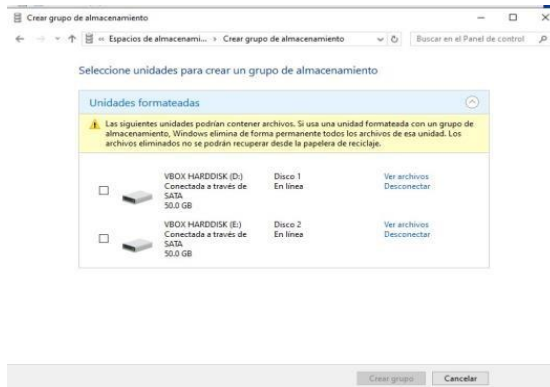 Crear grupo de almacenamiento
« Espacios de almacenami... › Crear grupo de almacenamiento
Buscar en el Panel de control
Seleccione unidades para crear un grupo de almacenamiento
Unidades formateadas
Las siguientes unidades podrían contener archivos. Si usa una unidad formateada con un grupo de
almacenamiento, Windows elimina de forma permanente todos los archivos de esa unidad. Los
archivos eliminados no se podrán recuperar desde la papelera de reciclaje.
VBOX HARDDISK (D:)
Conectada a través de
SATA
50.0 GB
Disco 1
En línea
Ver archivos
Desconectar
VBOX HARDDISK (E:)
Conectada a través de
SATA
50.0 GB
Disco 2
En línea
Ver archivos
Desconectar
Crear grupo
Cancelar